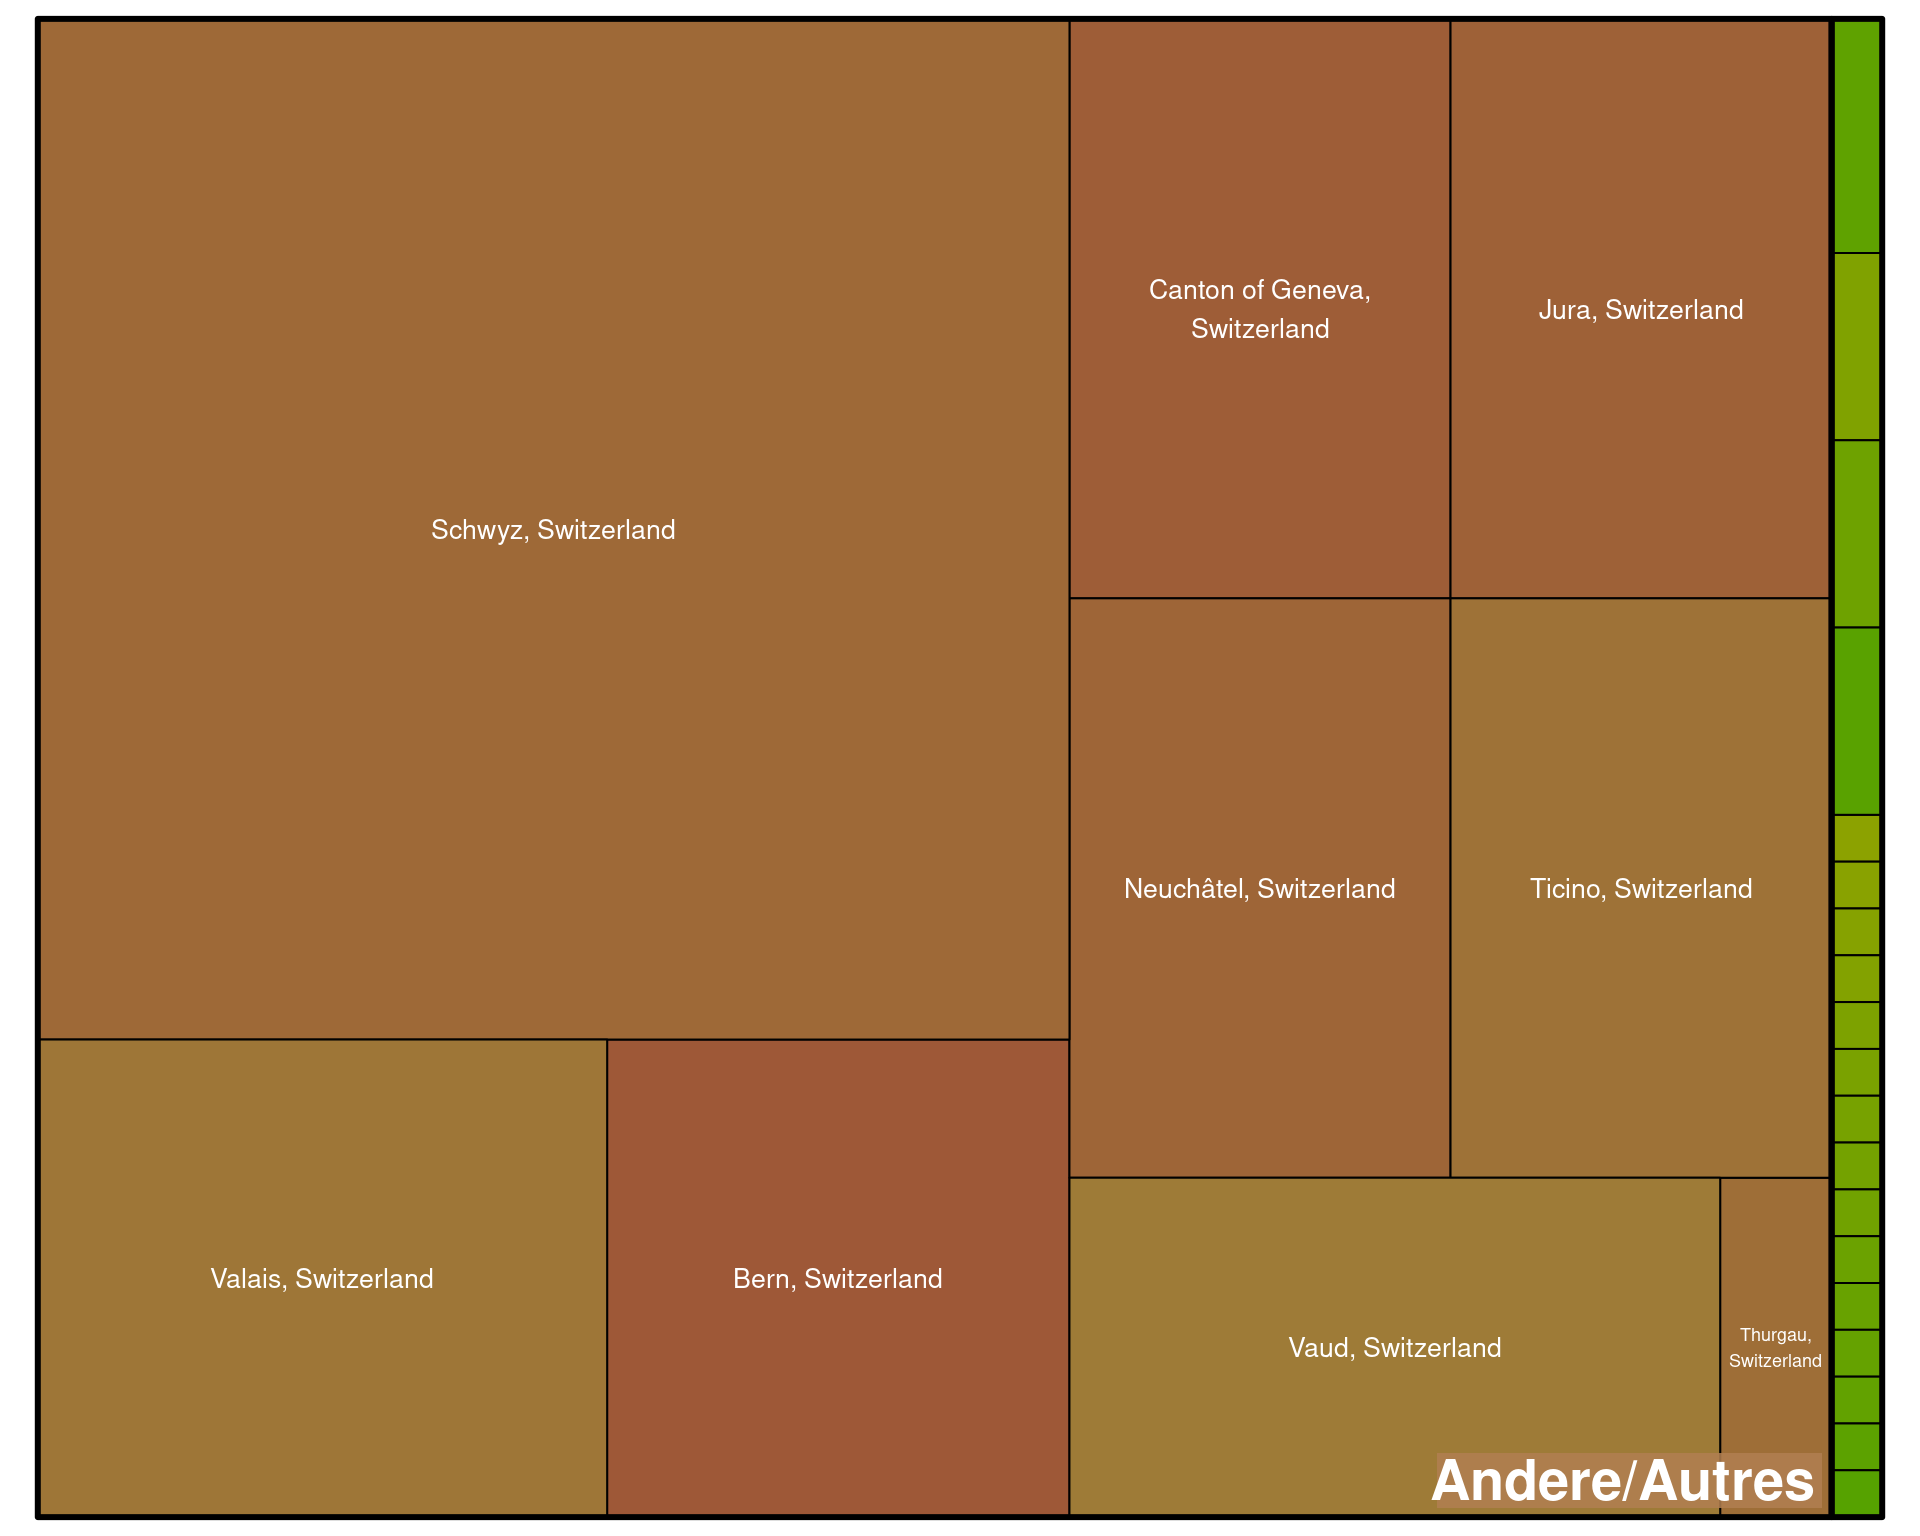 Schwyz, Switzerland
Canton of Geneva,
Switzerland
Jura, Switzerland
Neuchâtel, Switzerland
Ticino, Switzerland
Valais, Switzerland
Bern, Switzerland
Vaud, Switzerland
Thurgau,
Switzerland
Andere/Autres